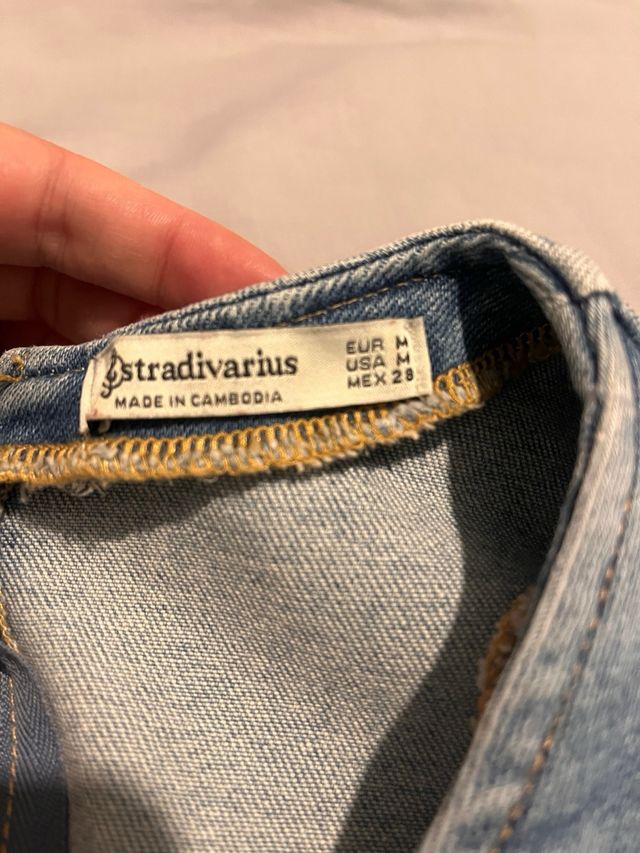 stradivarius
MADE IN CAMBODIA
EUR M
USA M
MEX 28